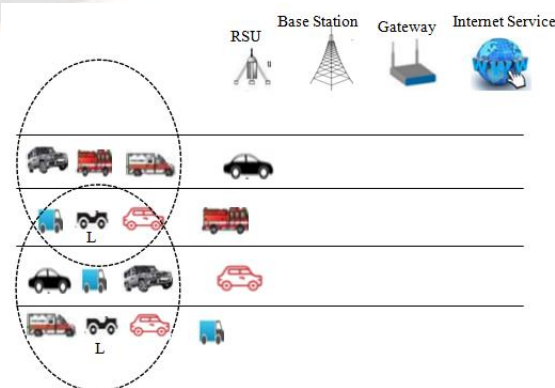 Base Station
Internet Service
RSU
Gateway
L
L